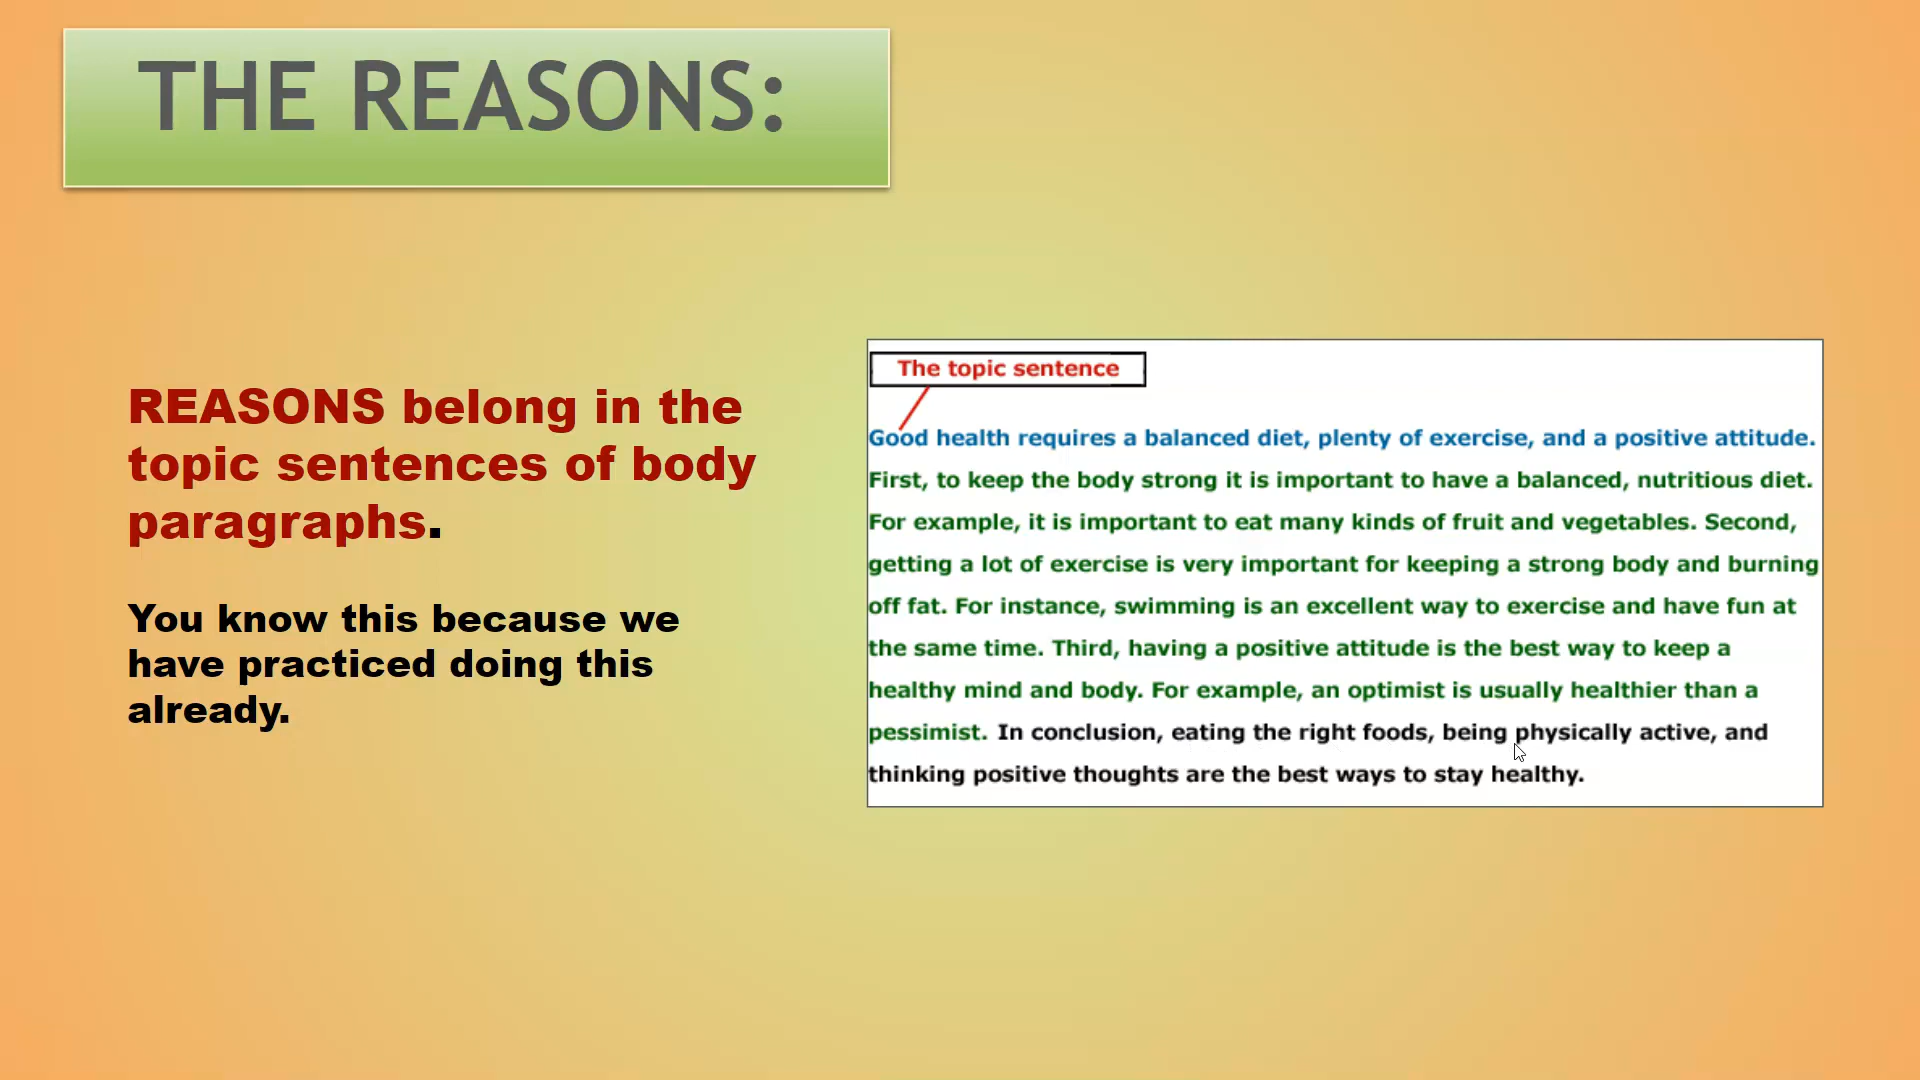 THE REASONS:
REASONS belong in the
topic sentences of body
paragraphs.
You know this because we
have practiced doing this
already.
The topic sentence
Good health requires a balanced diet, plenty of exercise, and a positive attitude.
First, to keep the body strong it is important to have a balanced, nutritious diet.
For example, it is important to eat many kinds of fruit and vegetables. Second,
getting a lot of exercise is very important for keeping a strong body and burning
off fat. For instance, swimming is an excellent way to exercise and have fun at
the same time. Third, having a positive attitude is the best way to keep a
healthy mind and body. For example, an optimist is usually healthier than a
pessimist. In conclusion, eating the right foods, being physically active, and
thinking positive thoughts are the best ways to stay healthy.